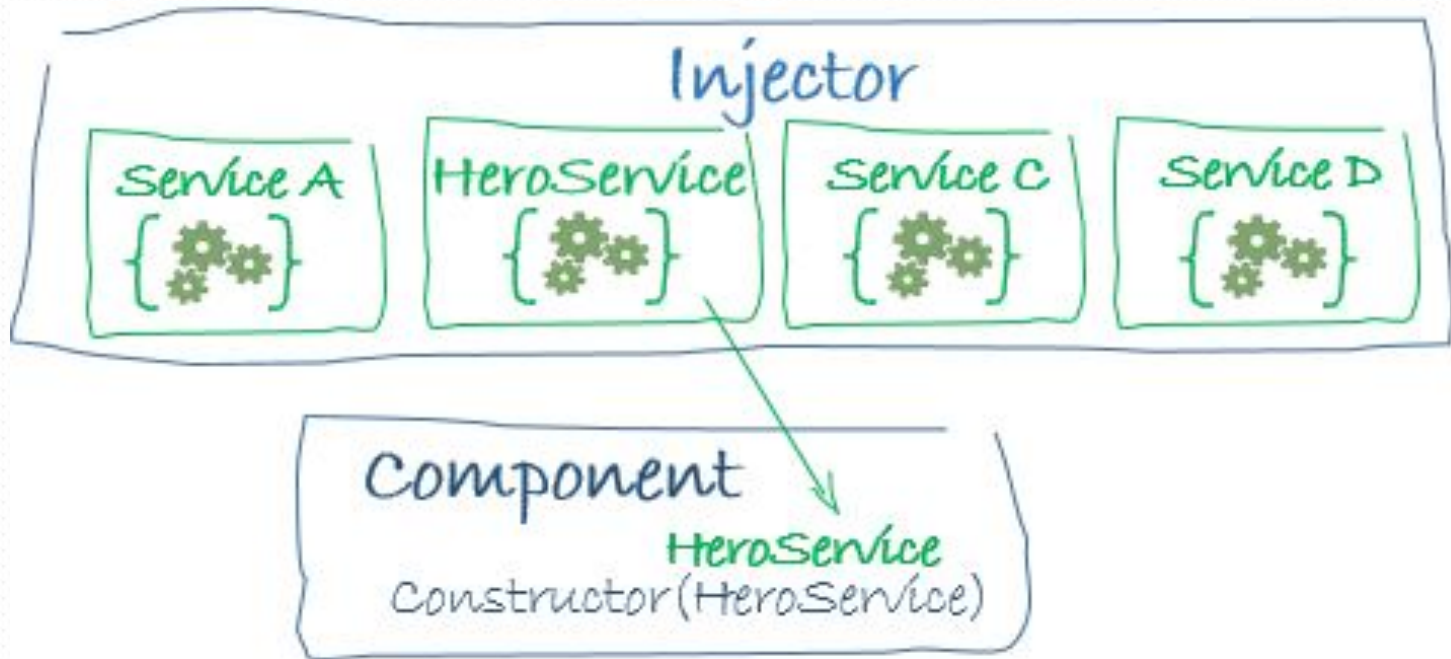 Injector
Service A
HeroService
Service C
Service D
Component
HeroService
Constructor(HeroService)